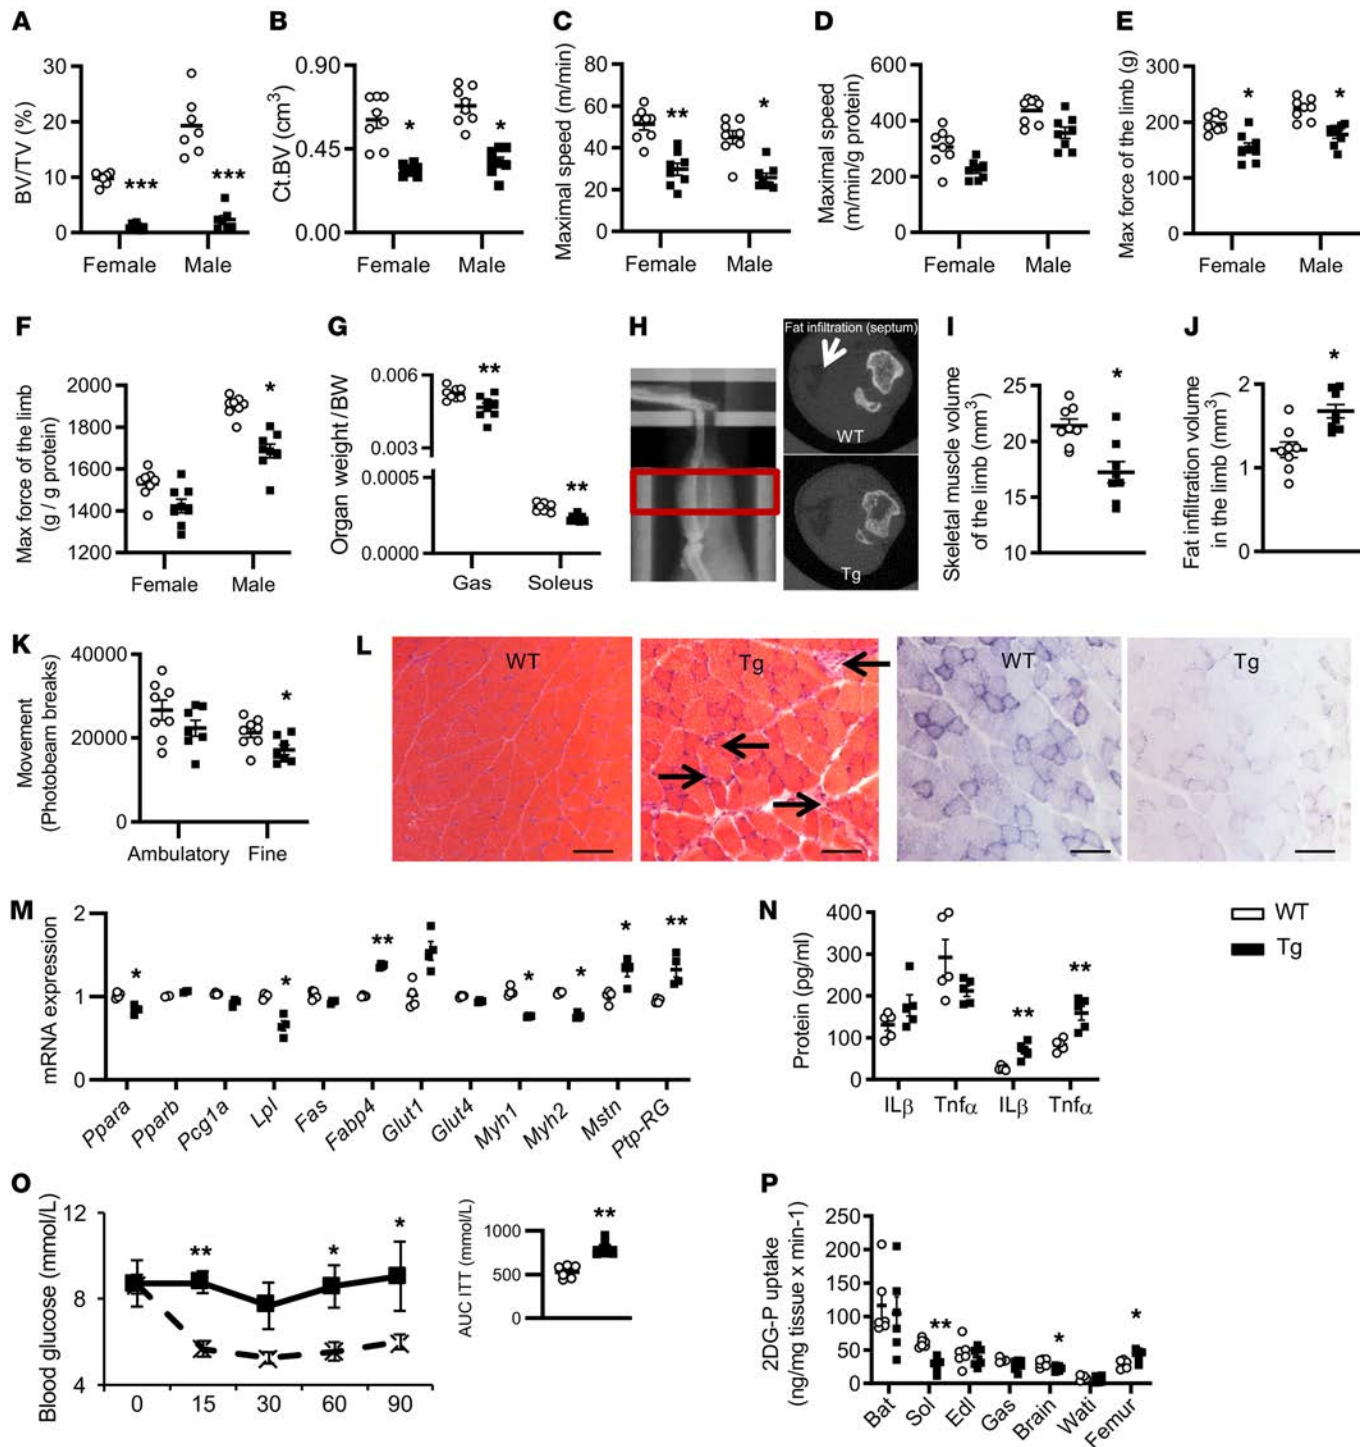 A
BV/TV (%)
30
20
10
0
***
***
Female
Male
B
Ct.BV (cm³)
0.90
0.45
0.00
*
*
Female
Male
C
Maximal speed (m/min)
80
60
40
20
0
**
*
Female
Male
D
Maximal speed
(m/min/g protein)
600
400
200
0
Female
Male
E
Max force of the limb (g)
300
200
100
0
*
*
Female
Male
F
Max force of the limb
(g / g protein)
2000
1800
1600
1400
1200
*
Female
Male
G
Organ weight /BW
0.006
0.003
0.0005
0.0000
**
**
Gas
Soleus
H
Fat infiltration (septum)
WT
Tg
I
Skeletal muscle volume
of the limb (mm³)
25
20
15
10
*
J
Fat infiltration volume
in the limb (mm³)
2
1
0
*
K
Movement
(Photobeam breaks)
40000
20000
0
*
Ambulatory
Fine
L
WT
Tg
WT
Tg
M
mRNA expression
2
1
0
*
*
**
*
*
*
**
Ppara
Pparb
Pcg1a
Lpl
Fas
Fabp4
Glut1
Glut4
Myh1
Myh2
Mstn
Ptp-RG
N
Protein (pg/ml)
400
300
200
100
0
**
**
ILβ
Tnfα
ILβ
Tnfα
WT
Tg
O
Blood glucose (mmol/L)
12
8
4
**
*
*
0
15
30
60
90
AUC ITT (mmol/L)
1000
500
0
**
P
2DG-P uptake
(ng/mg tissue x min-1)
250
200
150
100
50
0
**
*
*
Bat
Sol
Edl
Gas
Brain
Wati
Femur